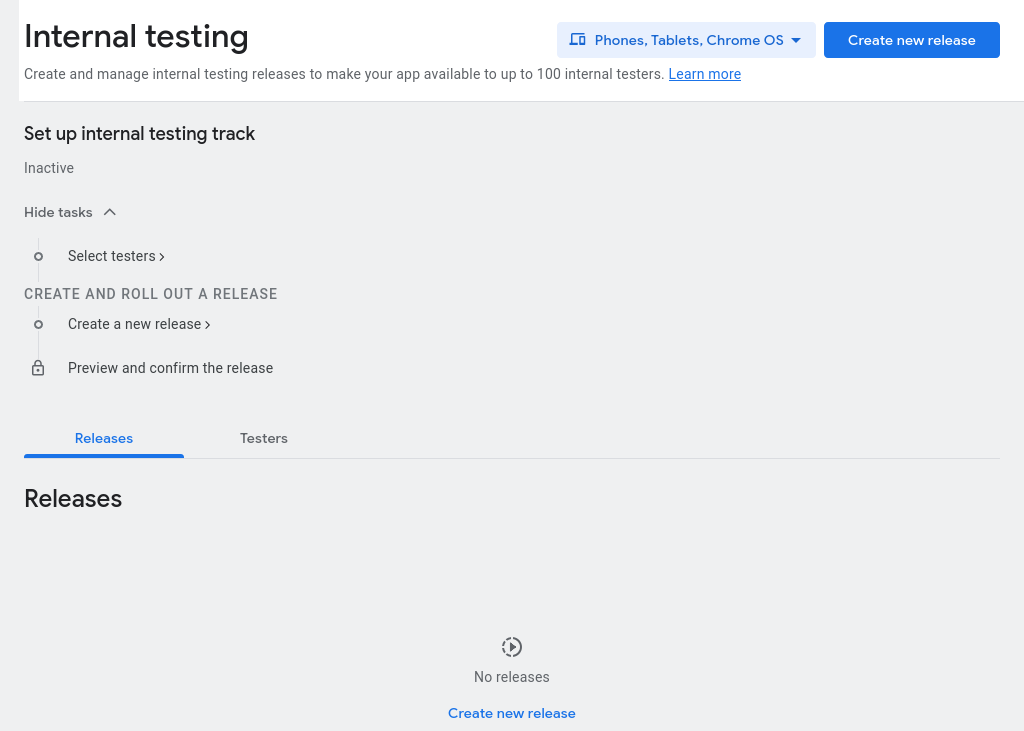 Internal testing
Phones, Tablets, Chrome OS
Create new release
Create and manage internal testing releases to make your app available to up to 100 internal testers. Learn more
Set up internal testing track
Inactive
Hide tasks
Select testers
CREATE AND ROLL OUT A RELEASE
Create a new release
Preview and confirm the release
Releases
Testers
Releases
No releases
Create new release